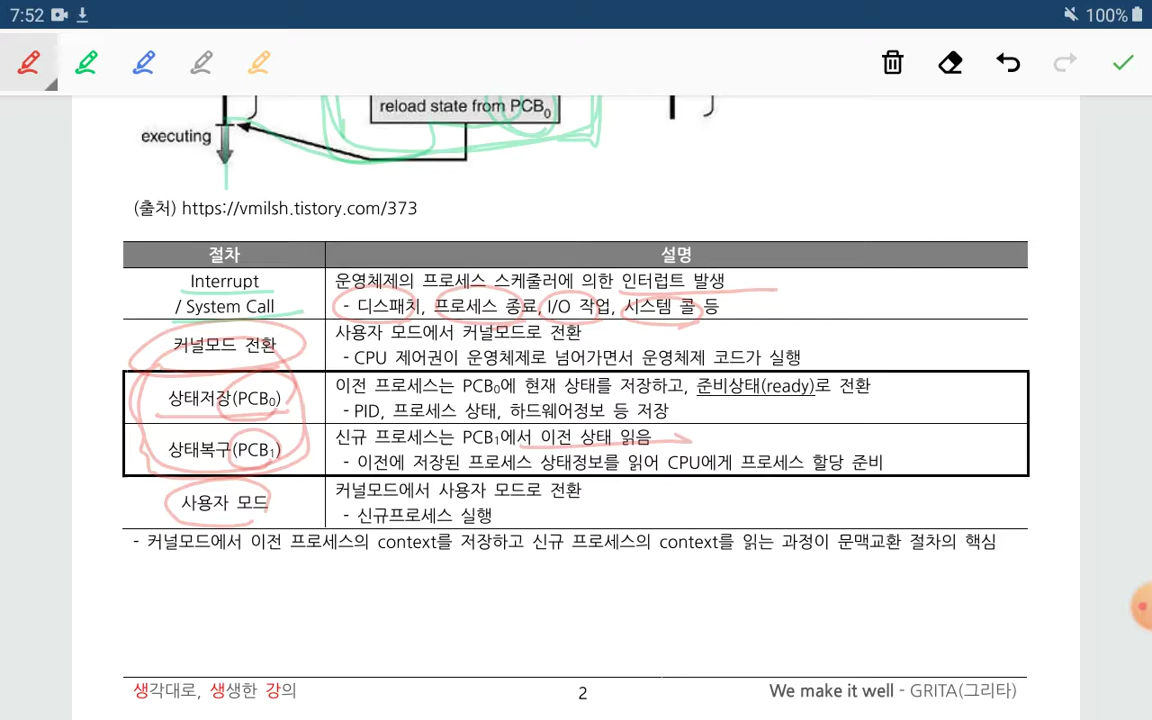 7:52
100%
reload state from PCB₀
executing
(출처) https://vmilsh.tistory.com/373
절차 설명
Interrupt
/ System Call
운영체제의 프로세스 스케줄러에 의한 인터럽트 발생
- 디스패치, 프로세스 종료, I/O 작업, 시스템 콜 등
커널모드 전환
사용자 모드에서 커널모드로 전환
- CPU 제어권이 운영체제로 넘어가면서 운영체제 코드가 실행
상태저장(PCB₀)
이전 프로세스는 PCB₀에 현재 상태를 저장하고, 준비상태(ready)로 전환
- PID, 프로세스 상태, 하드웨어정보 등 저장
상태복구(PCB₁)
신규 프로세스는 PCB₁에서 이전 상태 읽음
- 이전에 저장된 프로세스 상태정보를 읽어 CPU에게 프로세스 할당 준비
사용자 모드
커널모드에서 사용자 모드로 전환
- 신규프로세스 실행
- 커널모드에서 이전 프로세스의 context를 저장하고 신규 프로세스의 context를 읽는 과정이 문맥교환 절차의 핵심
생각대로, 생생한 강의
2
We make it well - GRITA(그리타)